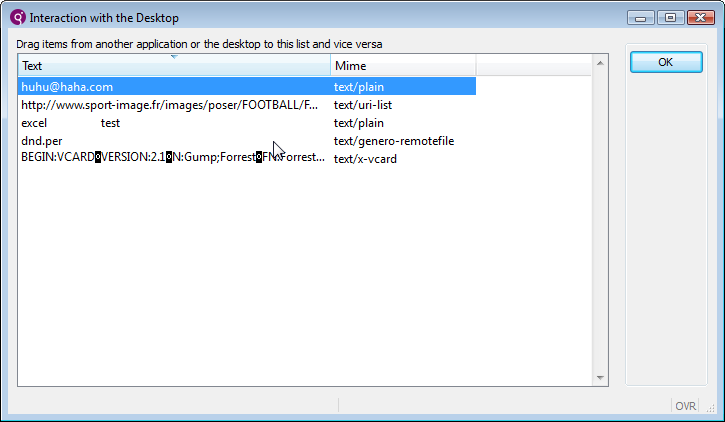 Interaction with the Desktop
Drag items from another application or the desktop to this list and vice versa
OK
Text Mime
huhu@haha.com text/plain
http://www.sport-image.fr/images/poser/FOOTBALL/F... text/uri-list
excel test text/plain
dnd.per text/genero-remotefile
BEGIN:VCARD VERSION:2.1 N:Gump;Forrest FN:Forrest... text/x-vcard
OVR